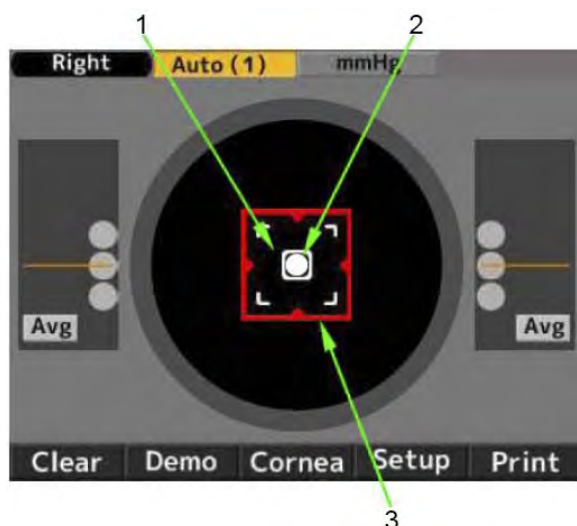 1 2
Right Auto (1) mmHg
Avg Avg
Clear Demo Cornea Setup Print
3